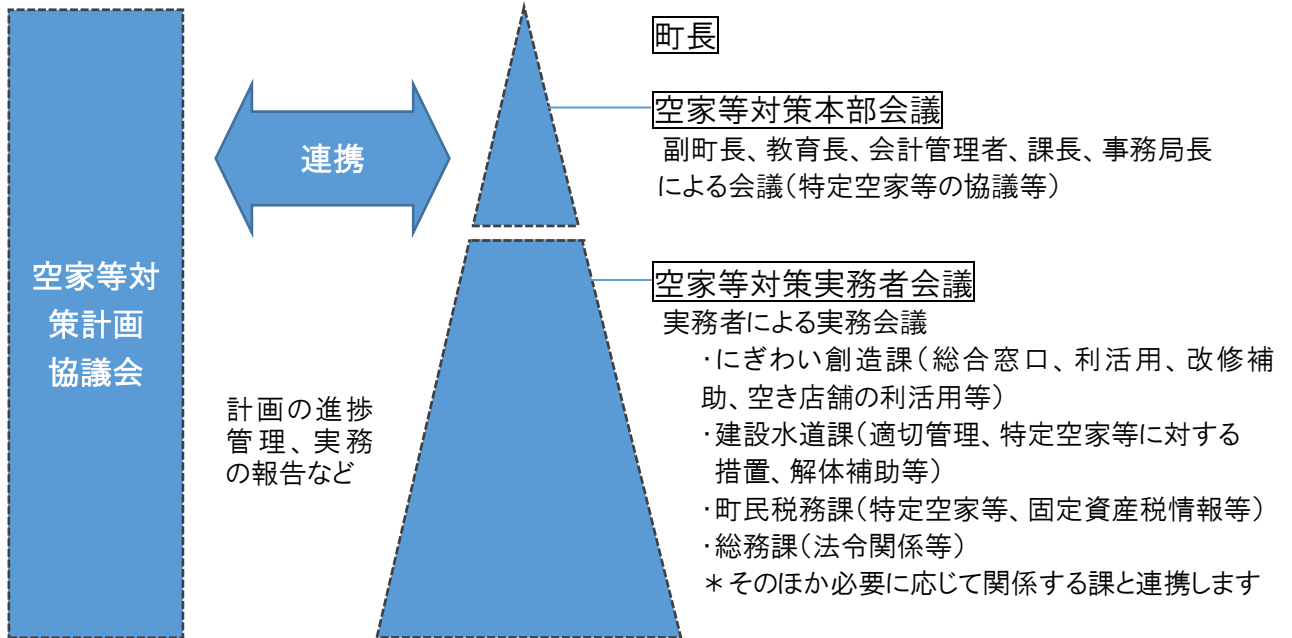 空家等対
策計画
協議会
連携
計画の進捗
管理、実務
の報告など
町長
空家等対策本部会議
副町長、教育長、会計管理者、課長、事務局長
による会議（特定空家等の協議等）
空家等対策実務者会議
実務者による実務会議
・にぎわい創造課（総合窓口、利活用、改修補
助、空き店舗の利活用等）
・建設水道課（適切管理、特定空家等に対する
措置、解体補助等）
・町民税務課（特定空家等、固定資産税情報等）
・総務課（法令関係等）
＊そのほか必要に応じて関係する課と連携します